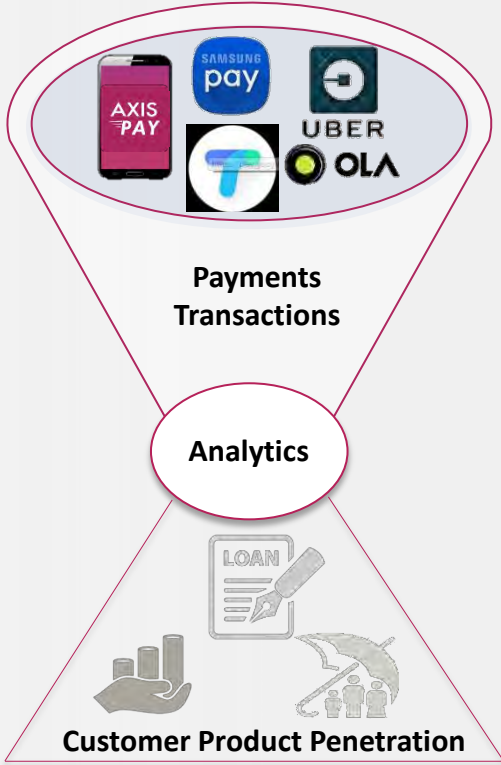 SAMSUNG
pay
AXIS
PAY
UBER
OLA
Payments
Transactions
Analytics
LOAN
Customer Product Penetration